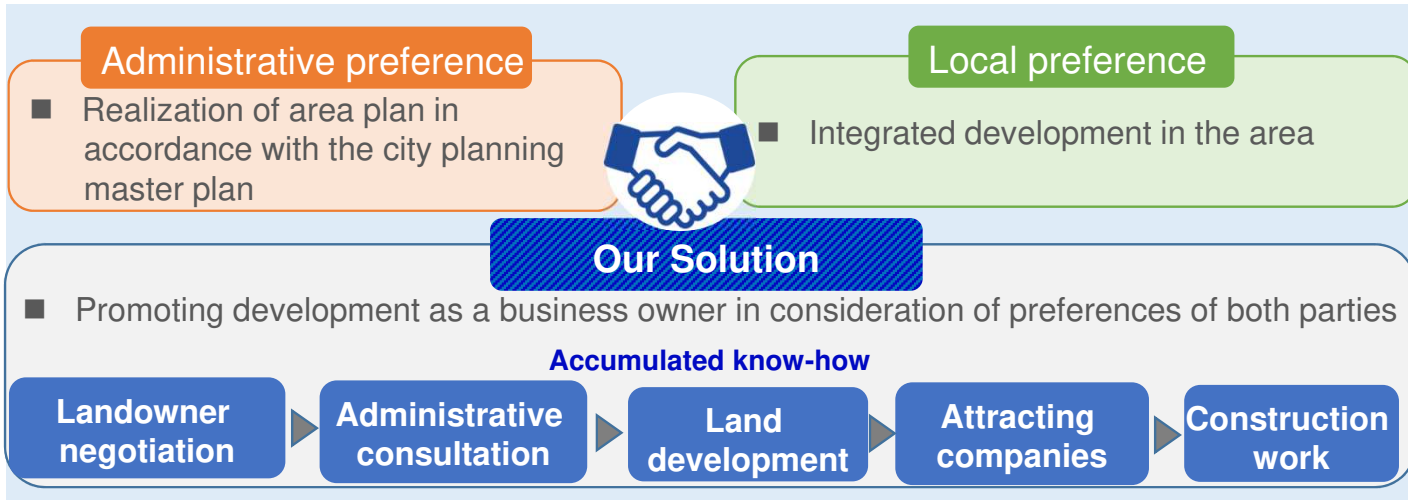 Administrative preference
■ Realization of area plan in
accordance with the city planning
master plan
Local preference
■ Integrated development in the area
Our Solution
■ Promoting development as a business owner in consideration of preferences of both parties
Accumulated know-how
Landowner
negotiation
Administrative
consultation
Land
development
Attracting
companies
Construction
work